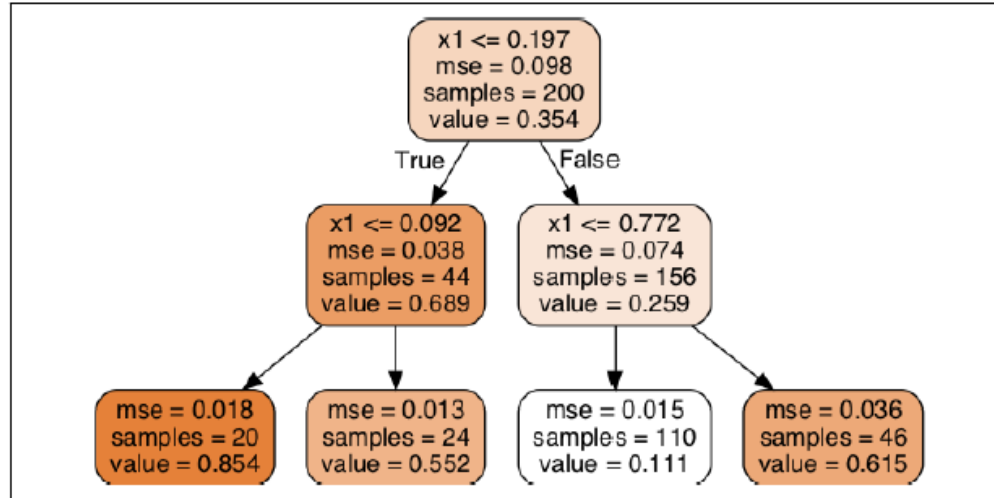 x1 <= 0.197
mse = 0.098
samples = 200
value = 0.354
True
False
x1 <= 0.092
mse = 0.038
samples = 44
value = 0.689
x1 <= 0.772
mse = 0.074
samples = 156
value = 0.259
mse = 0.018
samples = 20
value = 0.854
mse = 0.013
samples = 24
value = 0.552
mse = 0.015
samples = 110
value = 0.111
mse = 0.036
samples = 46
value = 0.615